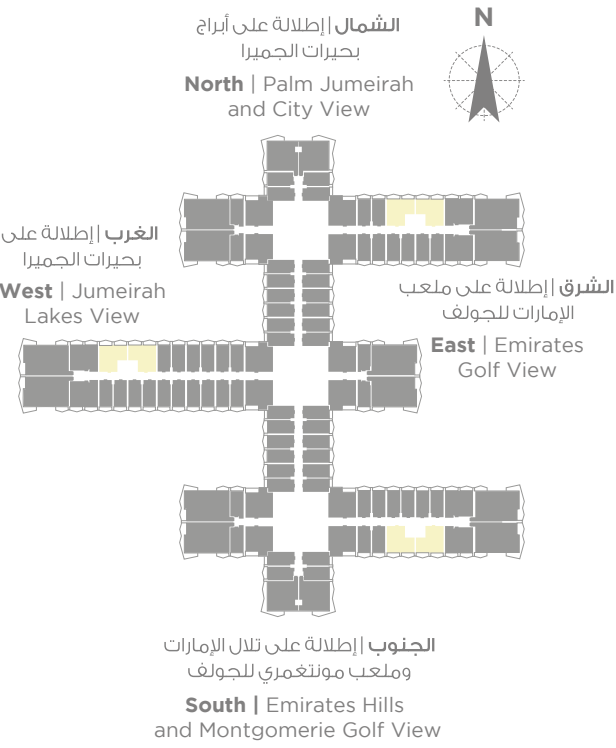 الشمال | إطلالة على أبراج
بحيرات الجميرا
North | Palm Jumeirah
and City View
N
الغرب | إطلالة على
بحيرات الجميرا
West | Jumeirah
Lakes View
الشرق | إطلالة على ملعب
الإمارات للجولف
East | Emirates
Golf View
الجنوب | إطلالة على تلال الإمارات
وملعب مونتغمري للجولف
South | Emirates Hills
and Montgomerie Golf View